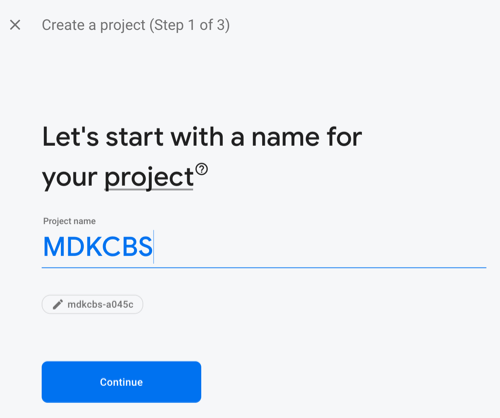 Create a project (Step 1 of 3)
Let's start with a name for
your project
Project name
MDKCBS
mdkcbs-a045c
Continue